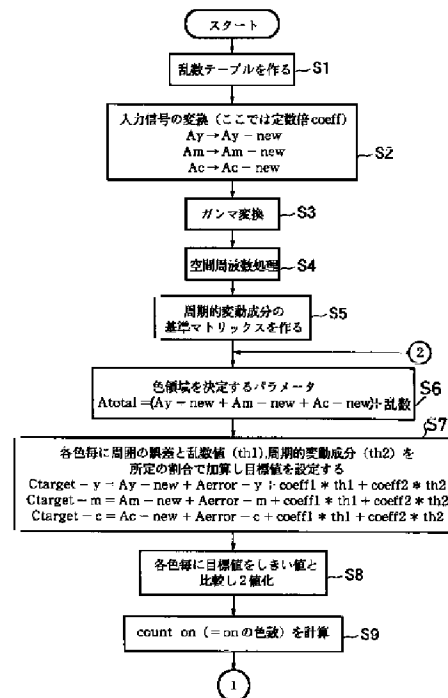 スタート
乱数テーブルを作る
S1
入力信号の変換（ここでは定数倍coeff)
Ay→Ay－new
Am→Am－new
Ac→Ac－new
S2
ガンマ変換
S3
空間周波数処理
S4
周期的変動成分の
基準マトリックスを作る
S5
2
色領域を決定するパラメータ
Atotal＝(Ay－new＋Am－new＋Ac－new)＋乱数
S6
S7
各色毎に周囲の誤差と乱数値（th1),周期的変動成分（th2）を
所定の割合で加算し目標値を設定する
Ctarget－y＝Ay－new＋Aerror－y＋coeff1＊th1＋coeff2＊th2
Ctarget－m＝Am－new＋Aerror－m＋coeff1＊th1＋coeff2＊th2
Ctarget－c＝Ac－new＋Aerror－c＋coeff1＊th1＋coeff2＊th2
各色毎に目標値をしきい値と
比較し2値化
S8
count on（＝onの色数）を計算
S9
1